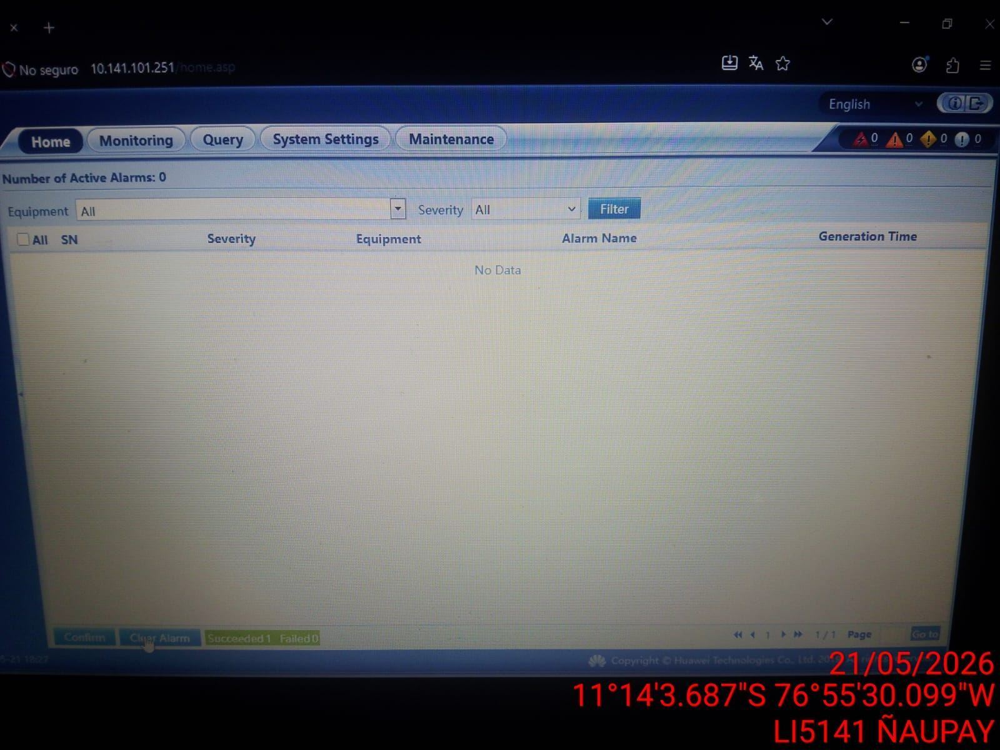 No seguro 10.141.101.251/home.asp
English
Home Monitoring Query System Settings Maintenance 0 0 0 0
Number of Active Alarms: 0
Equipment All Severity All Filter
All SN Severity Equipment Alarm Name Generation Time
No Data
Confirm Clear Alarm Succeeded 1 Failed 0 1 1 / 1 Page Go to
Copyright © Huawei Technologies Co., Ltd.
21/05/2026
11°14'3.687"S 76°55'30.099"W
LI5141 ÑAUPAY